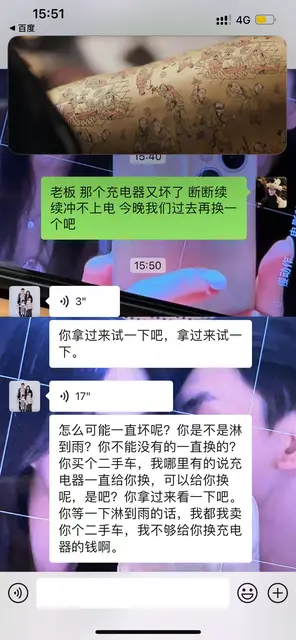 15:51
4G
◀ 百度
15:40
老板 那个充电器又坏了 断断续
续冲不上电 今晚我们过去再换一
个吧
15:50
慢动作
3"
你拿过来试一下吧，拿过来试一
下。
17"
怎么可能一直坏呢？你是不是淋
到雨？你不能没有的一直换的？
你买个二手车，我哪里有的说充
电器一直给你换，可以给你换
呢，是吧？你拿过来看一下吧。
你等一下淋到雨的话，我都我卖
你个二手车，我不够给你换充电
器的钱啊。